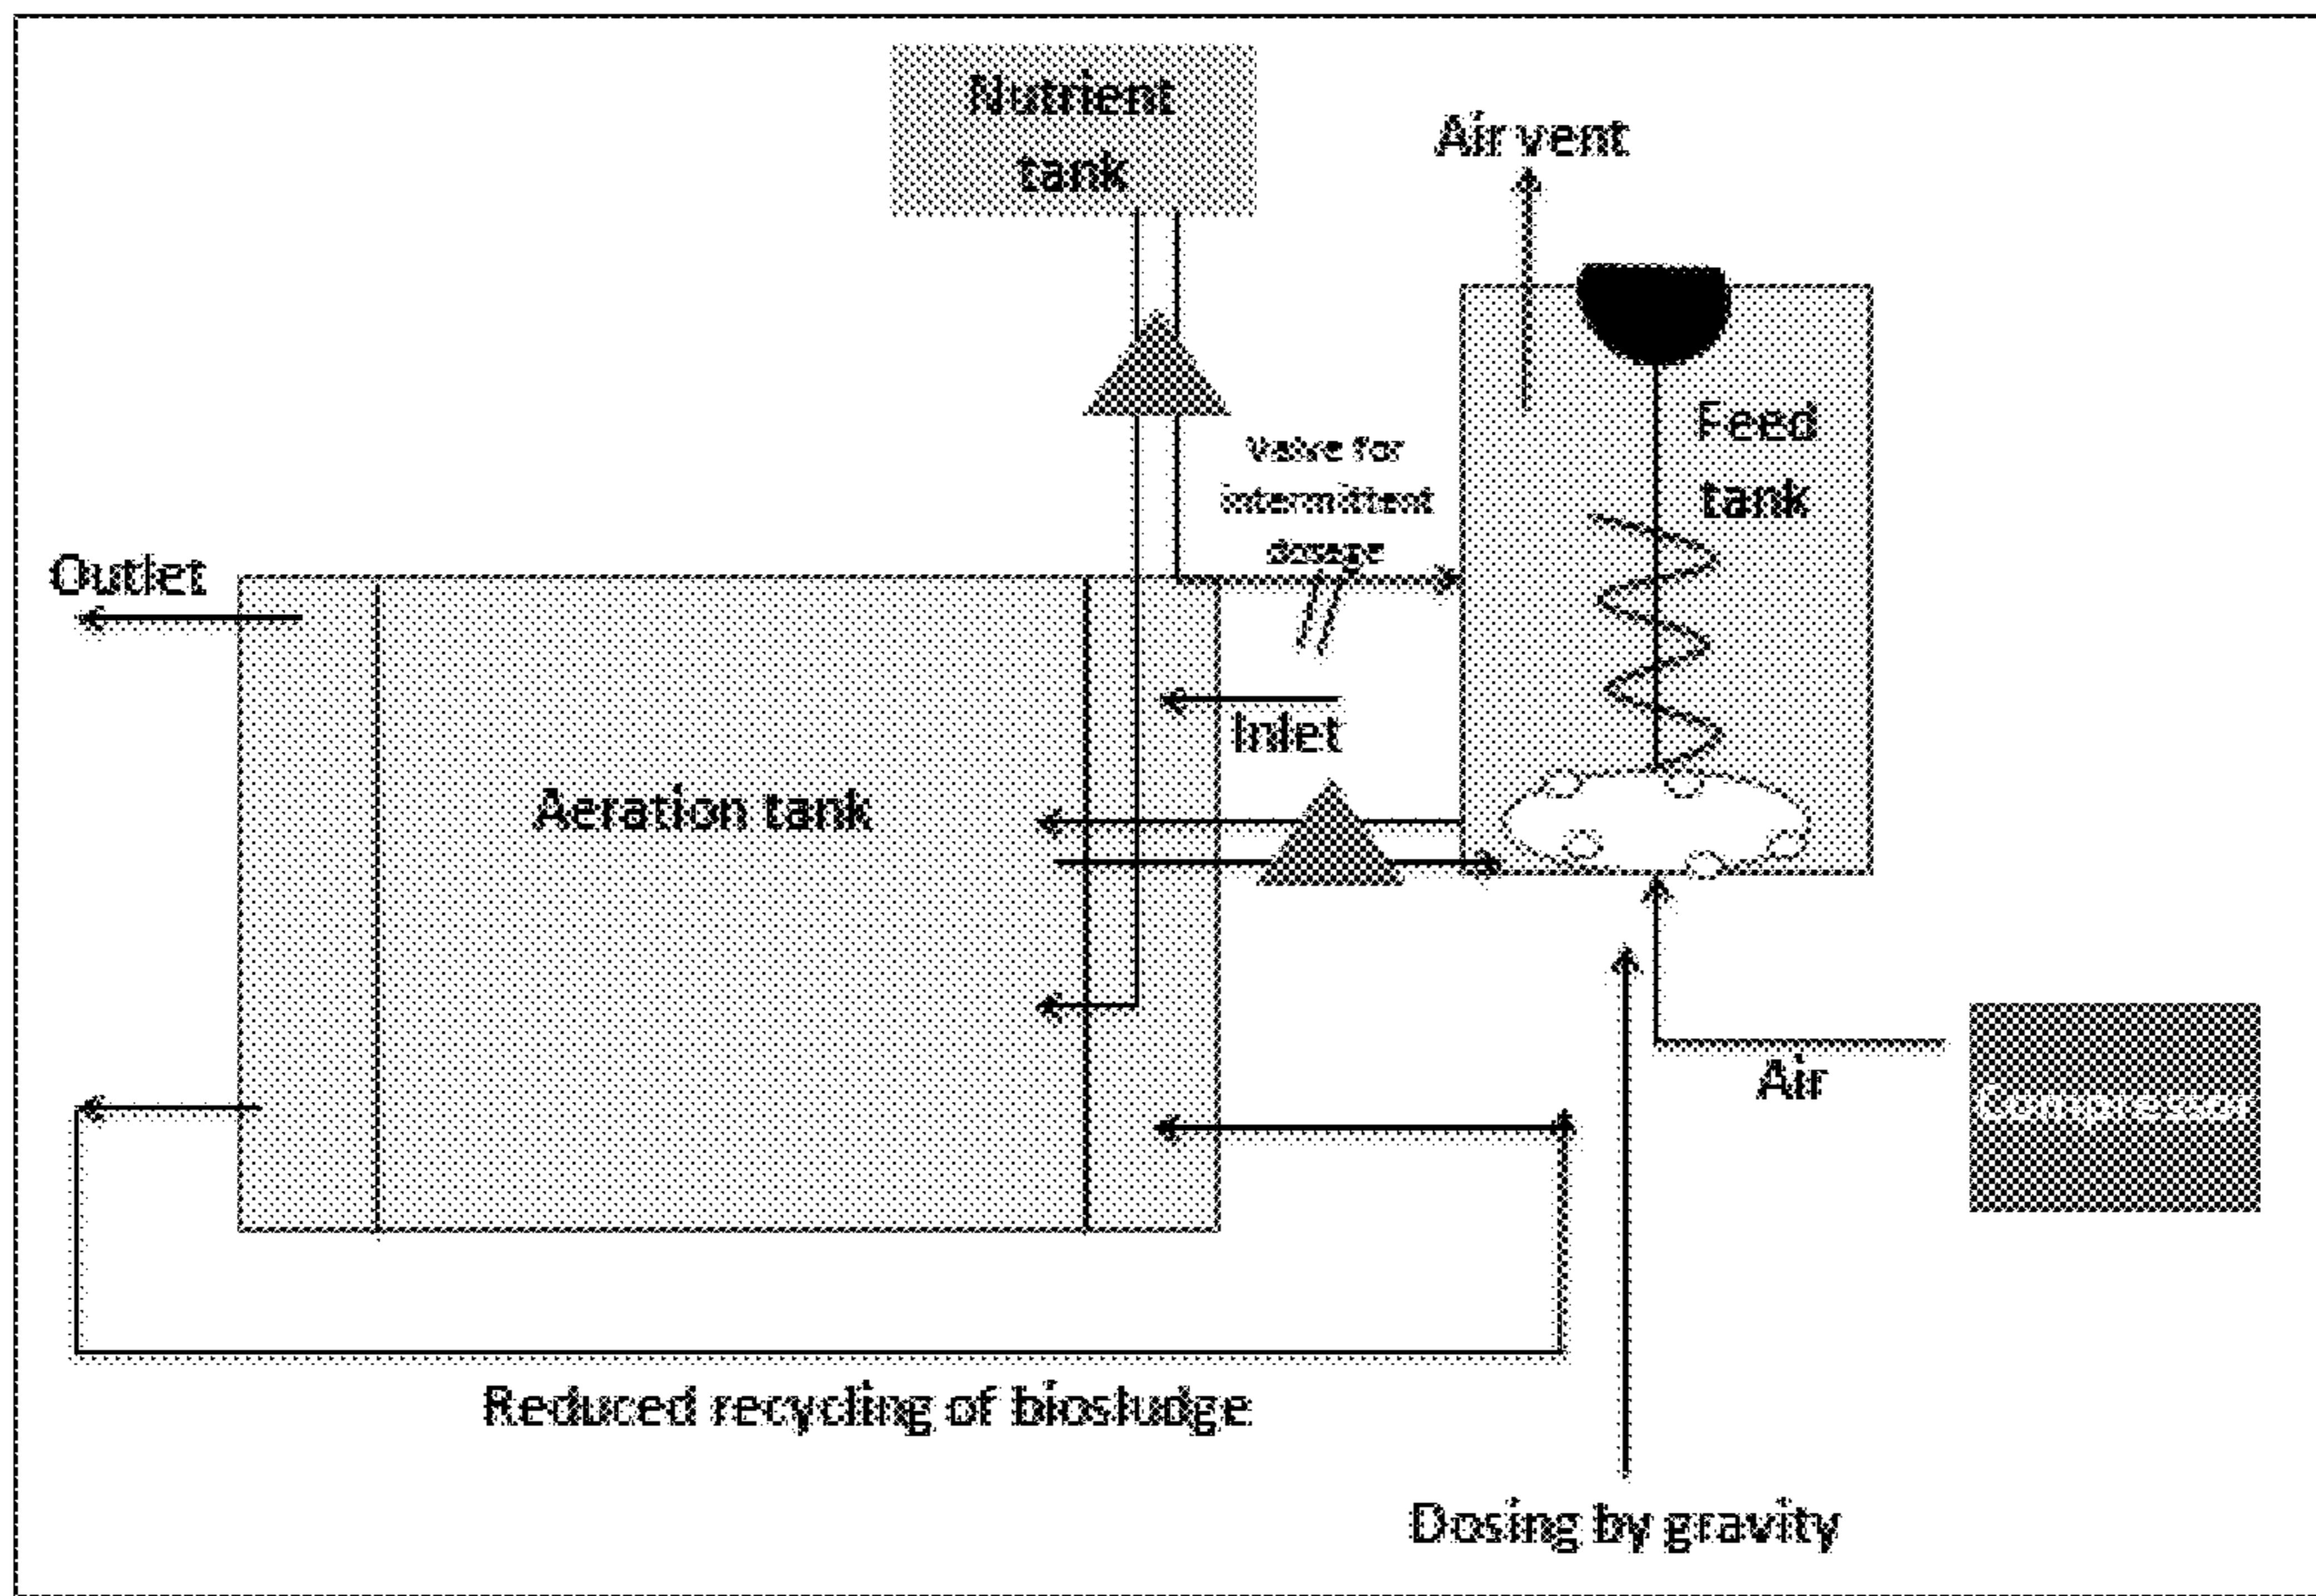 Nutrient
tank
Air vent
Feed
tank
Valve for
intermittent
dosage
Outlet
Inlet
Aeration tank
Air
Compressor
Reduced recycling of biosludge
Dosing by gravity